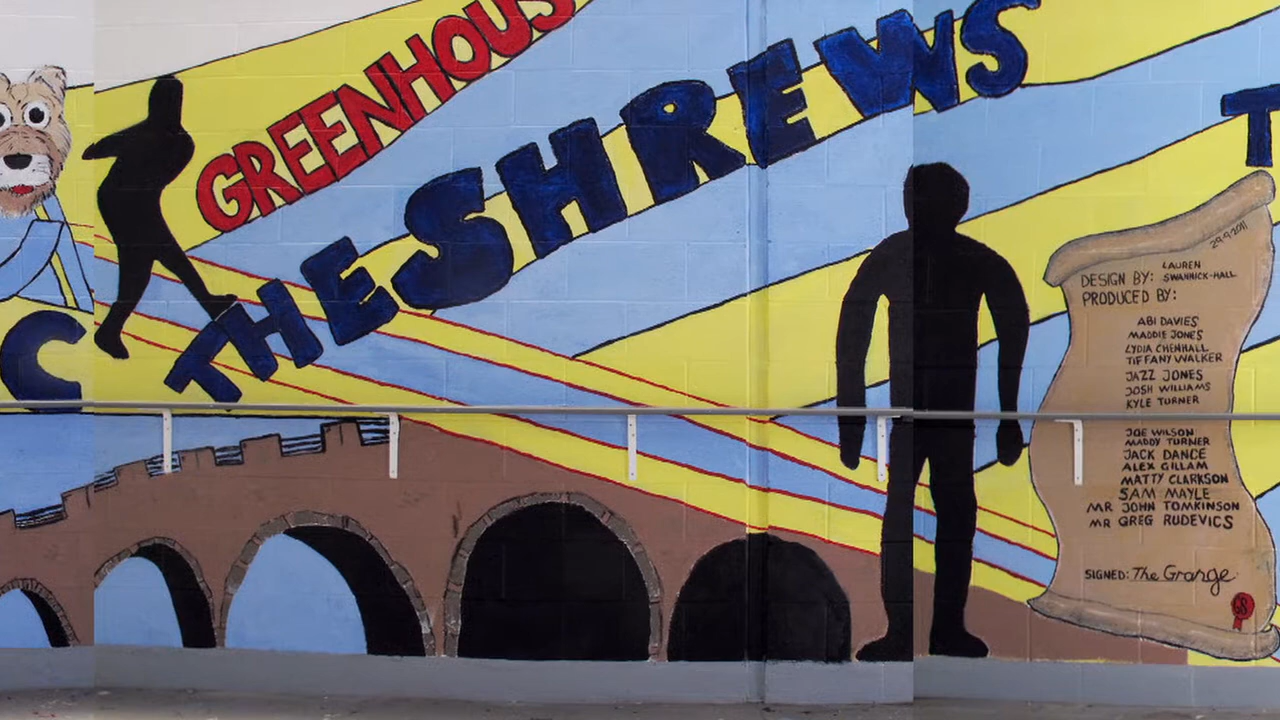 GREENHOUS
THE SHREWS
C
T
29-9-2011
DESIGN BY: LAUREN
SWANNICK-HALL
PRODUCED BY:
ABI DAVIES
MADDIE JONES
LYDIA CHENHALL
TIFFANY WALKER
JAZZ JONES
JOSH WILLIAMS
KYLE TURNER
JOE WILSON
MADDY TURNER
JACK DANCE
ALEX GILLAM
MATTY CLARKSON
SAM MAYLE
MR JOHN TOMKINSON
MR GREG RUDEVICS
SIGNED: The Grange
GS